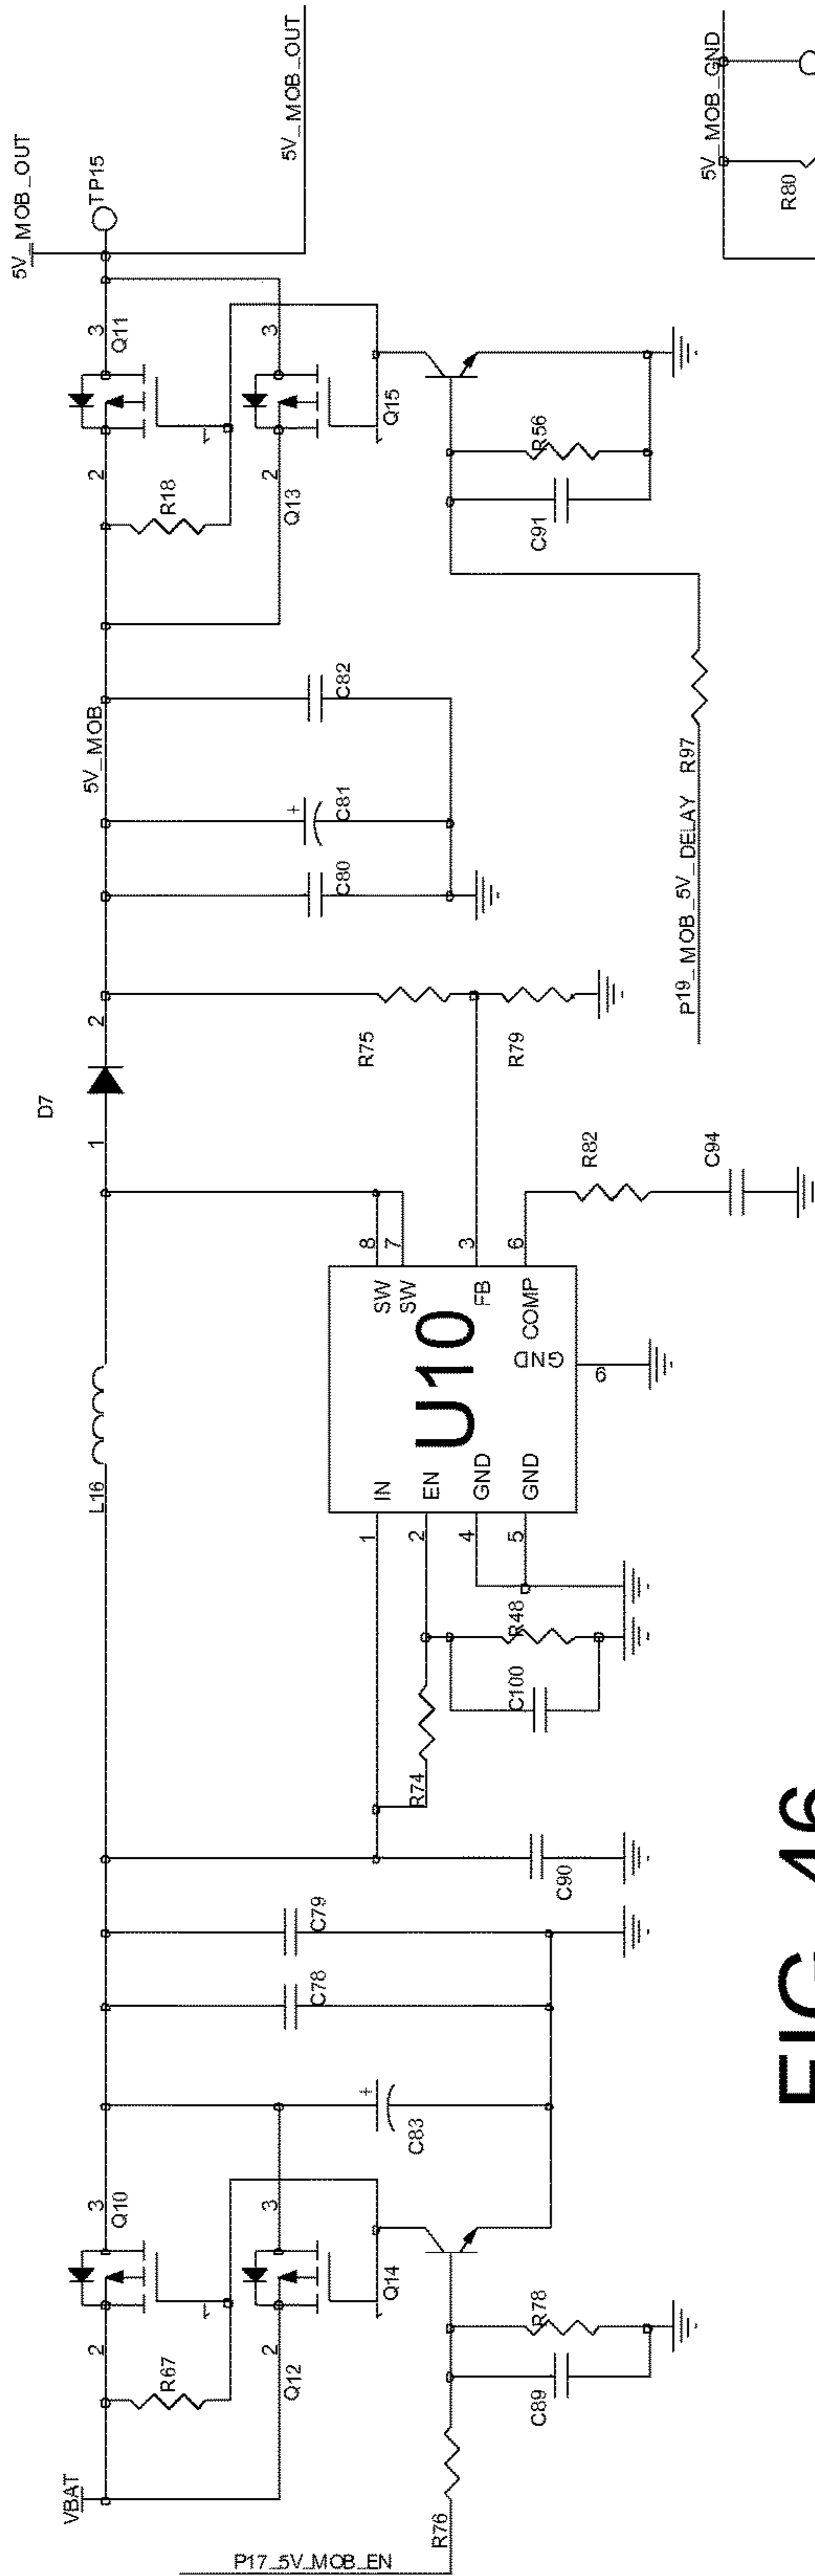 5V_MOB_OUT
TP15
5V_MOB_OUT
5V_MOB_GND
R80
3
Q11
2
1
R18
3
Q15
2
Q13
R56
C91
5V_MOB
C82
C81
+
C80
P19_MOB_5V_DELAY
R97
D7
2
1
R75
R79
R82
C94
L16
U10
8
SW
7
SW
3
FB
6
COMP
GND
9
IN
1
EN
2
GND
4
GND
5
R48
C100
R74
C90
C79
C78
C83
+
3
Q10
2
1
R67
3
Q14
2
Q12
R78
C89
VBAT
R76
P17_5V_MOB_EN
FIG. 46